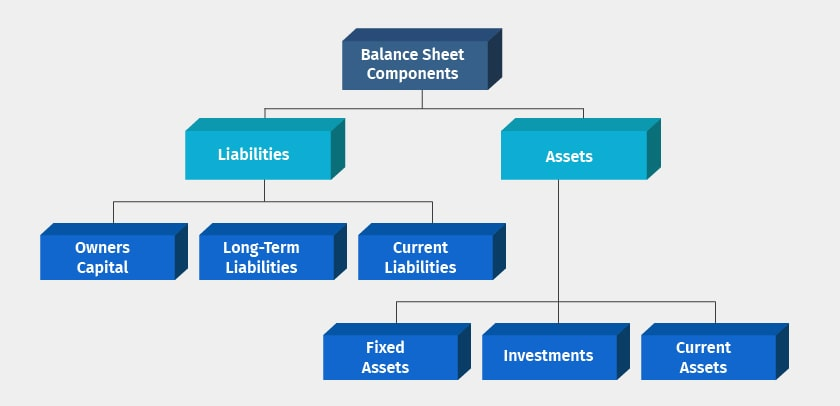 Balance Sheet
Components
Liabilities
Assets
Owners
Capital
Long-Term
Liabilities
Current
Liabilities
Fixed
Assets
Investments
Current
Assets